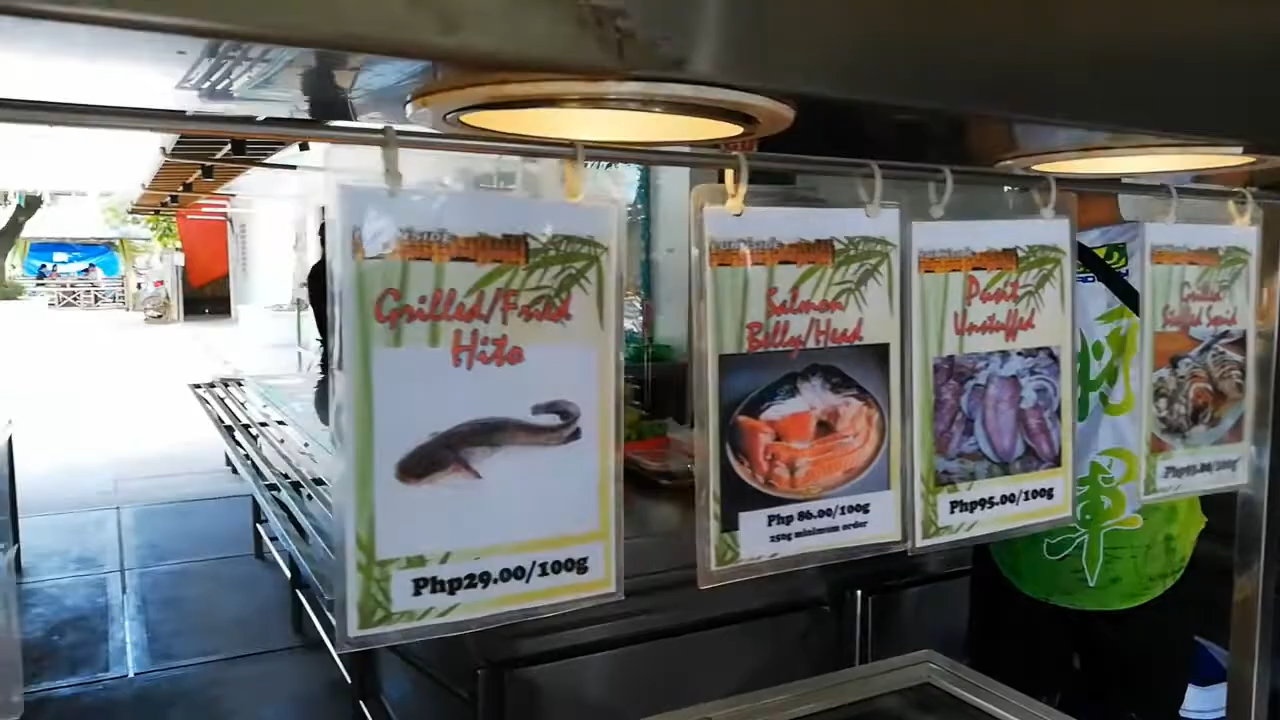 Grilled/Fried
Hito
Php29.00/100g
Salmon
Belly/Head
Php 86.00/100g
250g minimum order
Pusit
Unstuffed
Php95.00/100g
Grilled
Stuffed Squid